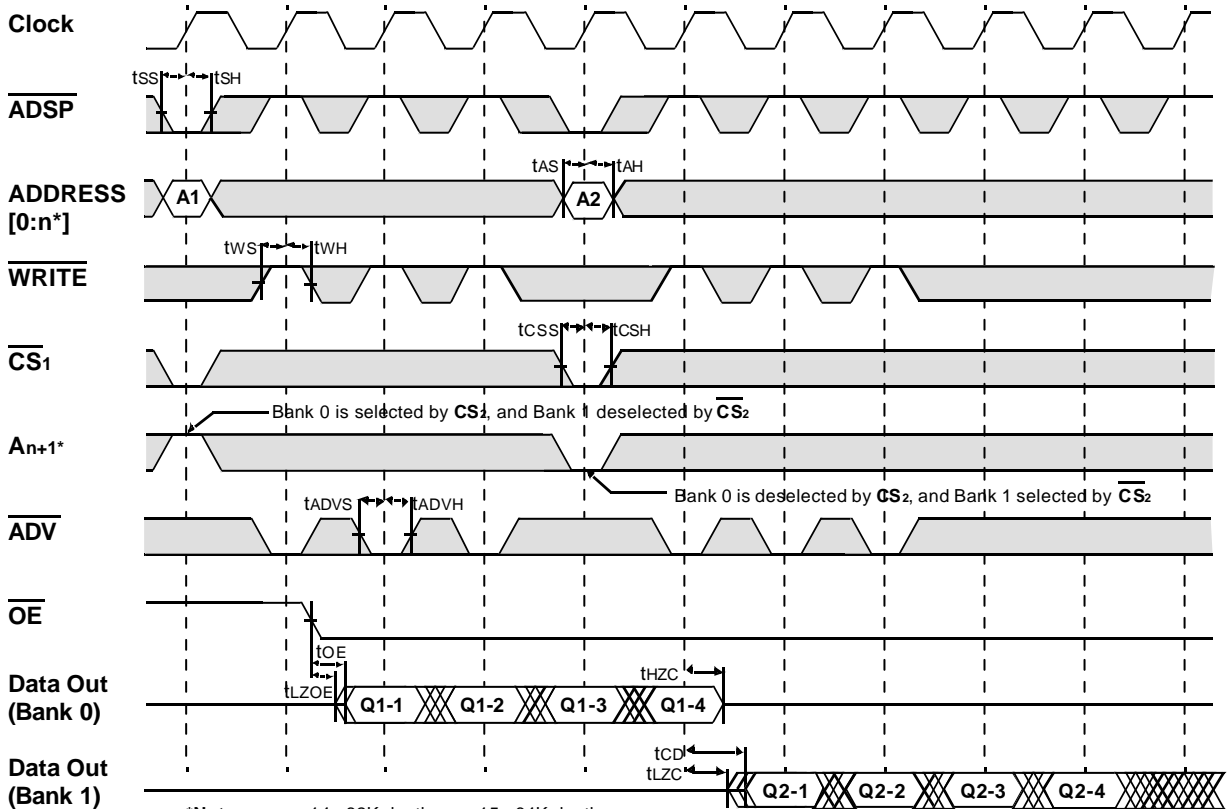 Clock
tSS tSH
ADSP
tAS tAH
ADDRESS
[0:n*]
A1 A2
tWS tWH
WRITE
tCSS tCSH
CS1
Bank 0 is selected by CS2, and Bank 1 deselected by CS2
An+1*
Bank 0 is deselected by CS2, and Bank 1 selected by CS2
tADVS tADVH
ADV
OE
tOE
tLZOE
tHZC
Data Out
(Bank 0)
Q1-1 Q1-2 Q1-3 Q1-4
tCD
tLZC
Data Out
(Bank 1)
Q2-1 Q2-2 Q2-3 Q2-4